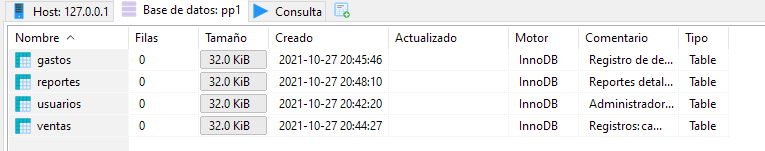 Host: 127.0.0.1 Base de datos: pp1 Consulta
Nombre Filas Tamaño Creado Actualizado Motor Comentario Tipo
gastos 0 32.0 KiB 2021-10-27 20:45:46 InnoDB Registro de de... Table
reportes 0 32.0 KiB 2021-10-27 20:48:10 InnoDB Reportes detal... Table
usuarios 0 32.0 KiB 2021-10-27 20:42:20 InnoDB Administrador... Table
ventas 0 32.0 KiB 2021-10-27 20:44:27 InnoDB Registros: ca... Table